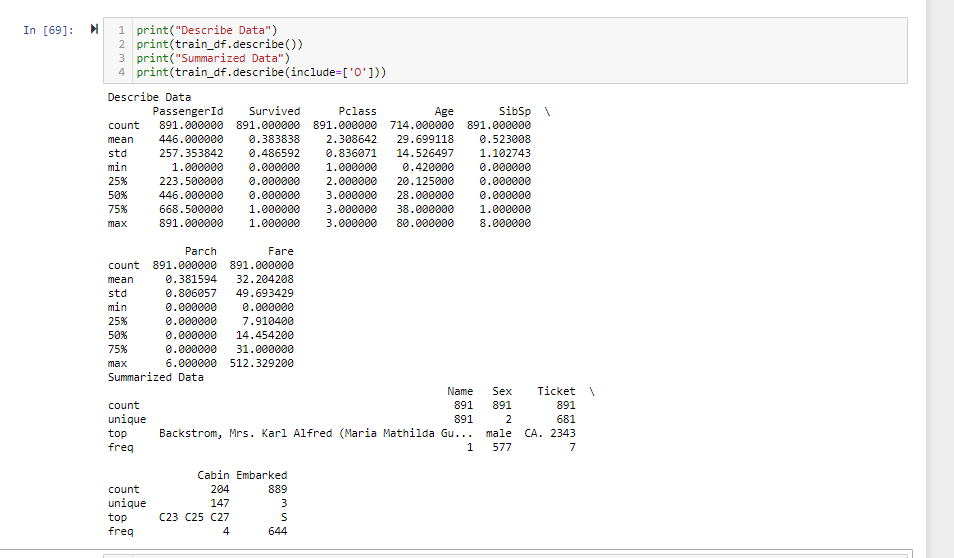 In [69]:
1 print("Describe Data")
2 print(train_df.describe())
3 print("Summarized Data")
4 print(train_df.describe(include=['O']))
Describe Data
PassengerId Survived Pclass Age SibSp \
count 891.000000 891.000000 891.000000 714.000000 891.000000
mean 446.000000 0.383838 2.308642 29.699118 0.523008
std 257.353842 0.486592 0.836071 14.526497 1.102743
min 1.000000 0.000000 1.000000 0.420000 0.000000
25% 223.500000 0.000000 2.000000 20.125000 0.000000
50% 446.000000 0.000000 3.000000 28.000000 0.000000
75% 668.500000 1.000000 3.000000 38.000000 1.000000
max 891.000000 1.000000 3.000000 80.000000 8.000000
Parch Fare
count 891.000000 891.000000
mean 0.381594 32.204208
std 0.806057 49.693429
min 0.000000 0.000000
25% 0.000000 7.910400
50% 0.000000 14.454200
75% 0.000000 31.000000
max 6.000000 512.329200
Summarized Data
Name Sex Ticket \
count 891 891 891
unique 891 2 681
top Backstrom, Mrs. Karl Alfred (Maria Mathilda Gu... male CA. 2343
freq 1 577 7
Cabin Embarked
count 204 889
unique 147 3
top C23 C25 C27 S
freq 4 644